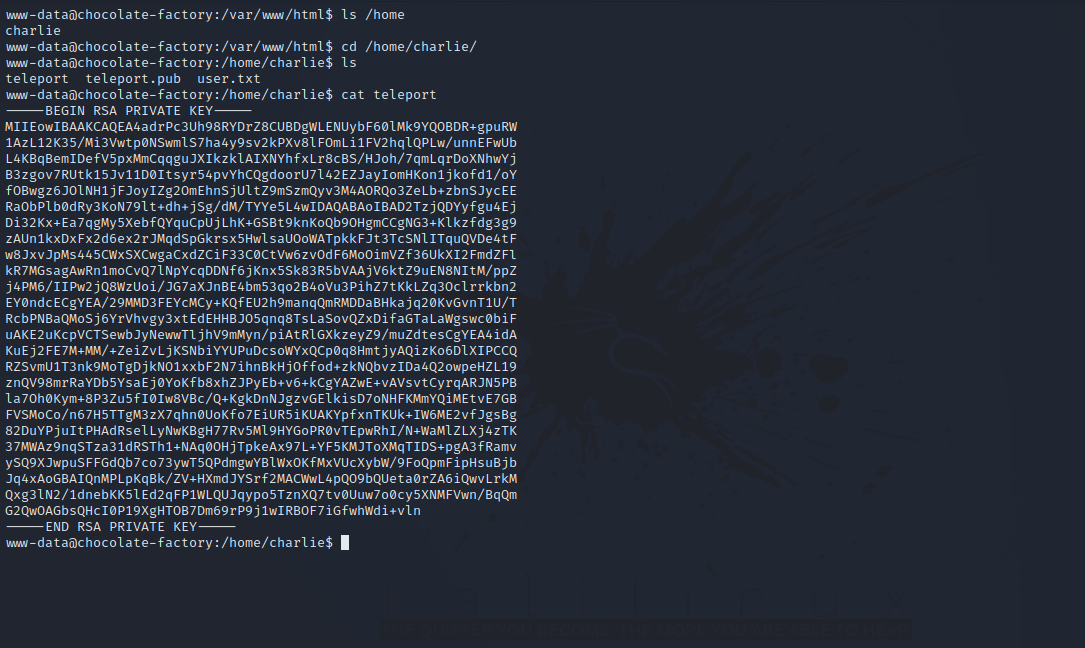 www-data@chocolate-factory:/var/www/html$ ls /home
charlie
www-data@chocolate-factory:/var/www/html$ cd /home/charlie/
www-data@chocolate-factory:/home/charlie$ ls
teleport  teleport.pub  user.txt
www-data@chocolate-factory:/home/charlie$ cat teleport
-----BEGIN RSA PRIVATE KEY-----
MIIEowIBAAKCAQEA4adrPc3Uh98RYDrZ8CUBDgWLENUybF60lMk9YQOBDR+gpuRW
1AzL12K35/Mi3Vwtp0NSwmlS7ha4y9sv2kPXv8lFOmLi1FV2hqlQPLw/unnEFwUb
L4KBqBemIDefV5pxMmCqqguJXIkzklAIXNYhfxLr8cBS/HJoh/7qmLqrDoXNhwYj
B3zgov7RUtk15Jv11D0Itsyr54pvYhCQgdoorU7l42EZJayIomHKon1jkofd1/oY
fOBwgz6JOlNH1jFJoyIZg2OmEhnSjUltZ9mSzmQyv3M4AORQo3ZeLb+zbnSJycEE
RaObPlb0dRy3KoN79lt+dh+jSg/dM/TYYe5L4wIDAQABAoIBAD2TzjQDYyfgu4Ej
Di32Kx+Ea7qgMy5XebfQYquCpUjLhK+GSBt9knKoQb9OHgmCCgNG3+Klkzfdg3g9
zAUn1kxDxFx2d6ex2rJMqdSpGkrsx5HwlsaUOoWATpkkFJt3TcSNlITquQVDe4tF
w8JxvJpMs445CWxSXCwgaCxdZCiF33C0CtVw6zvOdF6MoOimVZf36UkXI2FmdZFl
kR7MGsagAwRn1moCvQ7lNpYcqDDNf6jKnx5Sk83R5bVAAjV6ktZ9uEN8NItM/ppZ
j4PM6/IIPw2jQ8WzUoi/JG7aXJnBE4bm53qo2B4oVu3PihZ7tKkLZq3Oclrrkbn2
EY0ndcECgYEA/29MMD3FEYcMCy+KQfEU2h9manqQmRMDDaBHkajq20KvGvnT1U/T
RcbPNBaQMoSj6YrVhvgy3xtEdEHHBJO5qnq8TsLaSovQZxDifaGTaLaWgswc0biF
uAKE2uKcpVCTSewbJyNewwTljhV9mMyn/piAtRlGXkzeyZ9/muZdtesCgYEA4idA
KuEj2FE7M+MM/+ZeiZvLjKSNbiYYUPuDcsoWYxQCp0q8HmtjyAQizKo6DlXIPCCQ
RZSvmU1T3nk9MoTgDjkNO1xxbF2N7ihnBkHjOffod+zkNQbvzIDa4Q2owpeHZL19
znQV98mrRaYDb5YsaEj0YoKfb8xhZJPyEb+v6+kCgYAZwE+vAVsvtCyrqARJN5PB
la7Oh0Kym+8P3Zu5fI0Iw8VBc/Q+KgkDnNJgzvGElkisD7oNHFKMmYQiMEtvE7GB
FVSMoCo/n67H5TTgM3zX7qhn0UoKfo7EiUR5iKUAKYpfxnTKUk+IW6ME2vfJgsBg
82DuYPjuItPHAdRselLyNwKBgH77Rv5Ml9HYGoPR0vTEpwRhI/N+WaMlZLXj4zTK
37MWAz9nqSTza31dRSTh1+NAq0OHjTpkeAx97L+YF5KMJToXMqTIDS+pgA3fRamv
ySQ9XJwpuSFFGdQb7co73ywT5QPdmgwYBlWxOKfMxVUcXybW/9FoQpmFipHsuBjb
Jq4xAoGBAIQnMPLpKqBk/ZV+HXmdJYSrf2MACWwL4pQO9bQUeta0rZA6iQwvLrkM
Qxg3lN2/1dnebKK5lEd2qFP1WLQUJqypo5TznXQ7tv0Uuw7o0cy5XNMFVwn/BqQm
G2QwOAGbsQHcI0P19XgHTOB7Dm69rP9j1wIRBOF7iGfwhWdi+vln
-----END RSA PRIVATE KEY-----
www-data@chocolate-factory:/home/charlie$